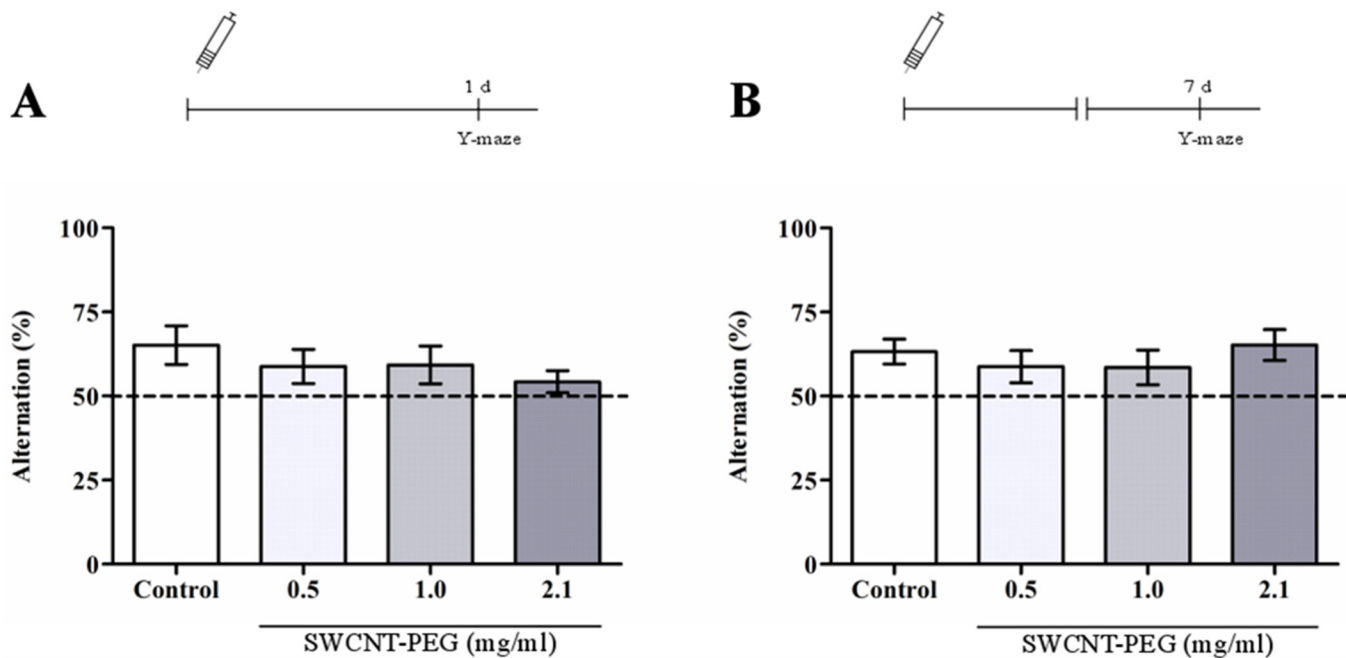 A
1 d
Y-maze
100
75
50
25
0
Alternation (%)
Control
0.5
1.0
2.1
SWCNT-PEG (mg/ml)
B
7 d
Y-maze
100
75
50
25
0
Alternation (%)
Control
0.5
1.0
2.1
SWCNT-PEG (mg/ml)